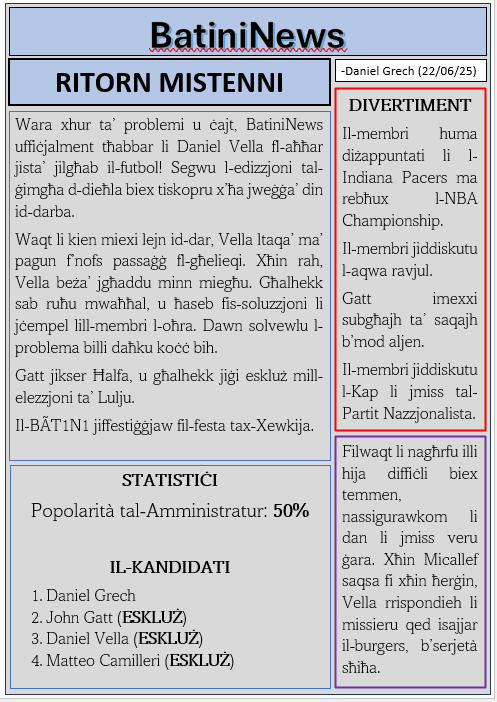 BatiniNews
RITORN MISTENNI
-Daniel Grech (22/06/25)
Wara xhur ta’ problemi u ċajt, BatiniNews
uffiċjalment tħabbar li Daniel Vella fl-aħħar
jista’ jilgħab il-futbol! Segwu l-edizzjoni tal-
ġimgħa d-dieħla biex tiskopru x’ħa jweġġa’ din
id-darba.
Waqt li kien miexi lejn id-dar, Vella ltaqa’ ma’
pagun f’nofs passaġġ fl-għelieqi. Xħin rah,
Vella beża’ jgħaddu minn miegħu. Għalhekk
sab ruħu mwaħħal, u ħaseb fis-soluzzjoni li
jċempel lill-membri l-oħra. Dawn solvewlu l-
problema billi daħku koċċ bih.
Gatt jikser Ħalfa, u għalhekk jiġi eskluż mill-
elezzjoni ta’ Lulju.
Il-BÃT1N1 jiffestiġġjaw fil-festa tax-Xewkija.
STATISTIĊI
Popolarità tal-Amministratur: 50%
IL-KANDIDATI
1. Daniel Grech
2. John Gatt (ESKLUŻ)
3. Daniel Vella (ESKLUŻ)
4. Matteo Camilleri (ESKLUŻ)
DIVERTIMENT
Il-membri huma
diżappuntati li l-
Indiana Pacers ma
rebħux l-NBA
Championship.
Il-membri jiddiskutu
l-aqwa ravjul.
Gatt imexxi
subgħajh ta’ saqajh
b’mod aljen.
Il-membri jiddiskutu
l-Kap li jmiss tal-
Partit Nazzjonalista.
Filwaqt li nagħrfu illi
hija diffiċli biex
temmen,
nassigurawkom li
dan li jmiss veru
ġara. Xħin Micallef
saqsa fi xħin ħerġin,
Vella rrispondieh li
missieru qed isajjar
il-burgers, b’serjetà
sħiħa.